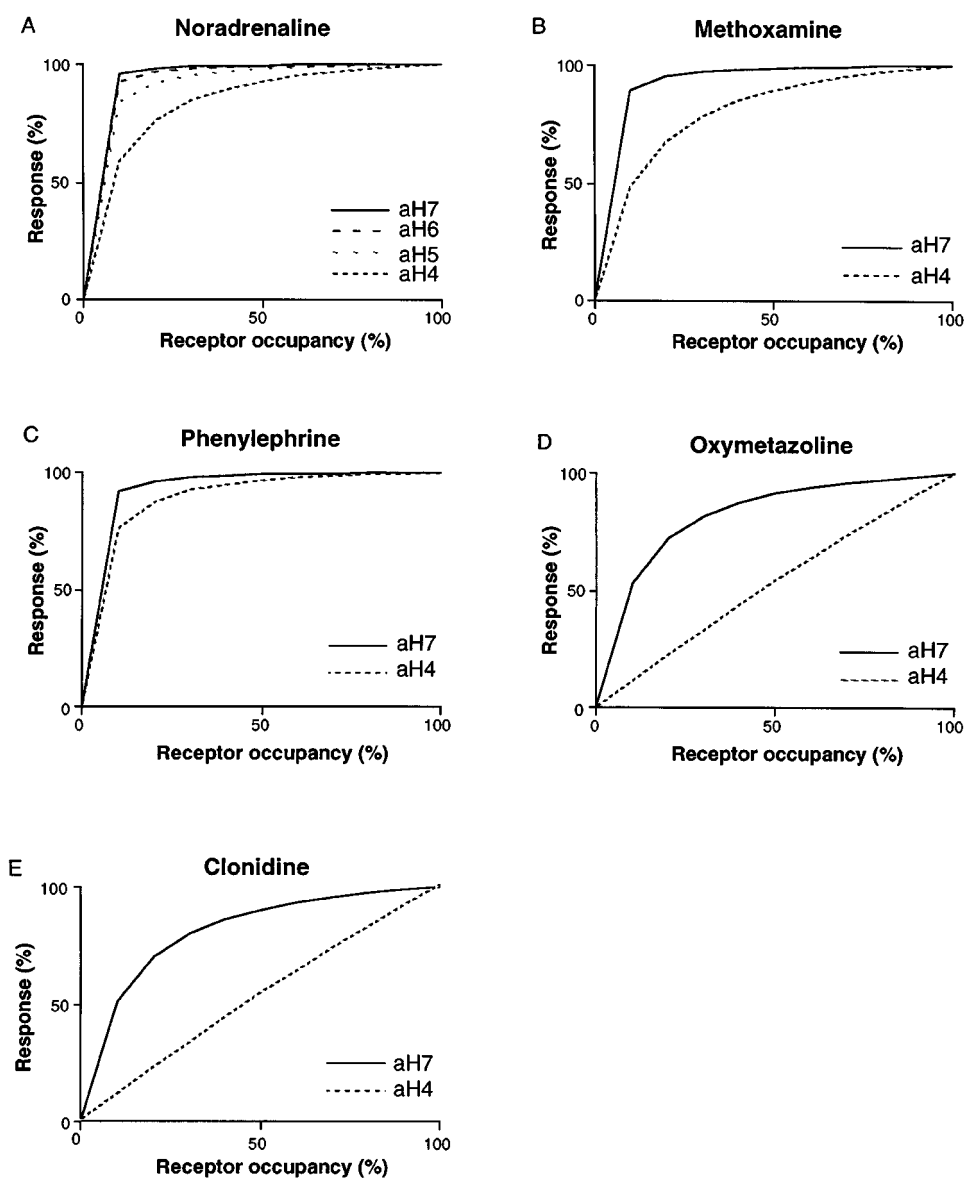 A
Noradrenaline
Response (%)
100
50
0
aH7
aH6
aH5
aH4
0
50
100
Receptor occupancy (%)
B
Methoxamine
Response (%)
100
50
0
aH7
aH4
0
50
100
Receptor occupancy (%)
C
Phenylephrine
Response (%)
100
50
0
aH7
aH4
0
50
100
Receptor occupancy (%)
D
Oxymetazoline
Response (%)
100
50
0
aH7
aH4
0
50
100
Receptor occupancy (%)
E
Clonidine
Response (%)
100
50
0
aH7
aH4
0
50
100
Receptor occupancy (%)